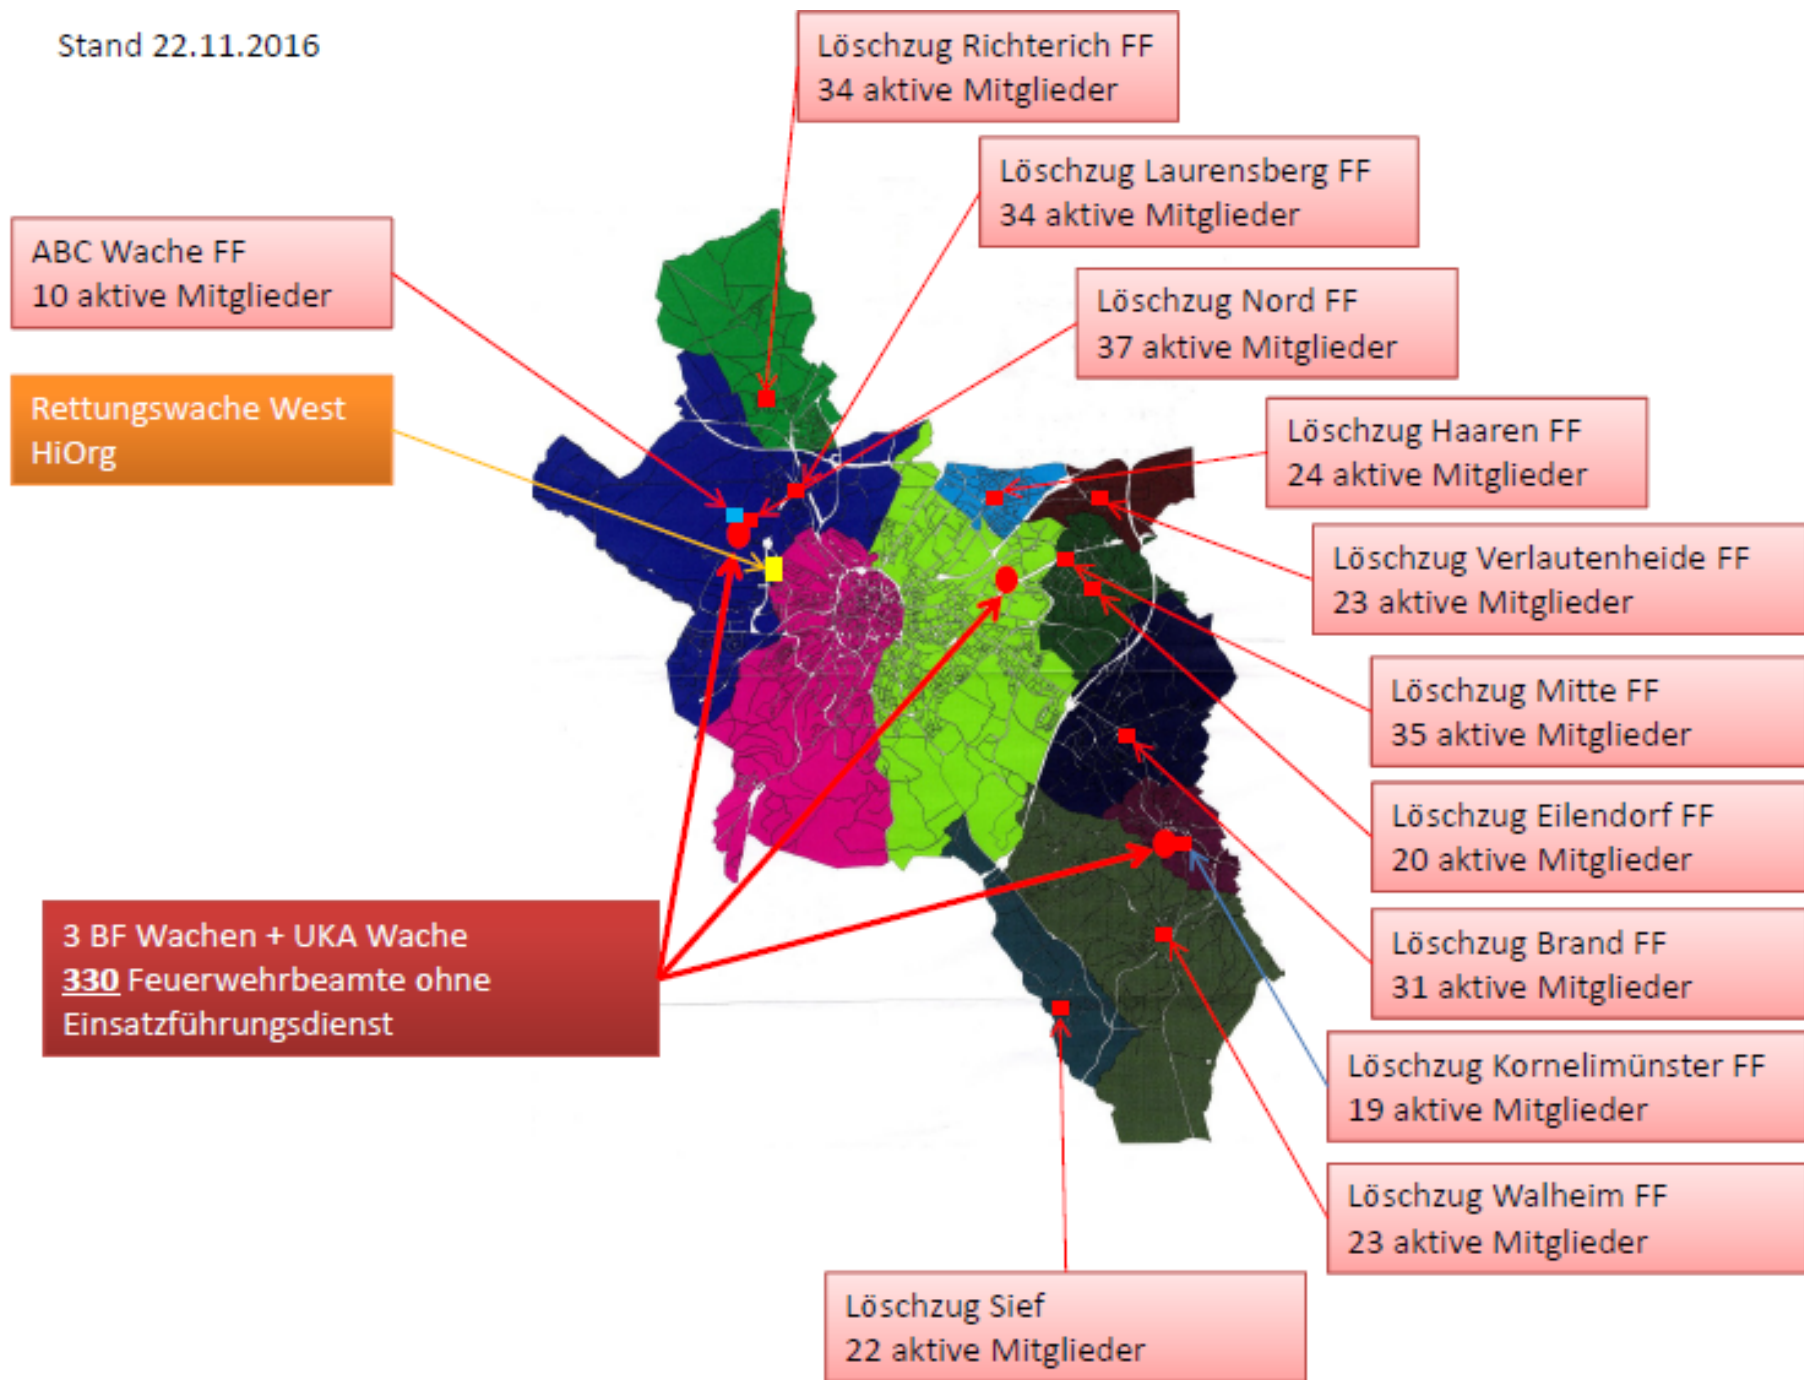 Stand 22.11.2016
Löschzug Richterich FF
34 aktive Mitglieder
Löschzug Laurensberg FF
34 aktive Mitglieder
ABC Wache FF
10 aktive Mitglieder
Löschzug Nord FF
37 aktive Mitglieder
Rettungswache West
HiOrg
Löschzug Haaren FF
24 aktive Mitglieder
Löschzug Verlautenheide FF
23 aktive Mitglieder
Löschzug Mitte FF
35 aktive Mitglieder
Löschzug Eilendorf FF
20 aktive Mitglieder
3 BF Wachen + UKA Wache
330 Feuerwehrbeamte ohne
Einsatzführungsdienst
Löschzug Brand FF
31 aktive Mitglieder
Löschzug Kornelimünster FF
19 aktive Mitglieder
Löschzug Walheim FF
23 aktive Mitglieder
Löschzug Sief
22 aktive Mitglieder